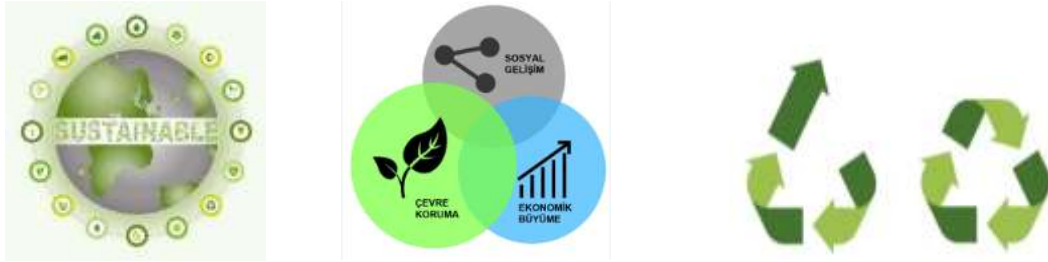 SUSTAINABLE
SOSYAL
GELİŞİM
ÇEVRE
KORUMA
EKONOMİK
BÜYÜME